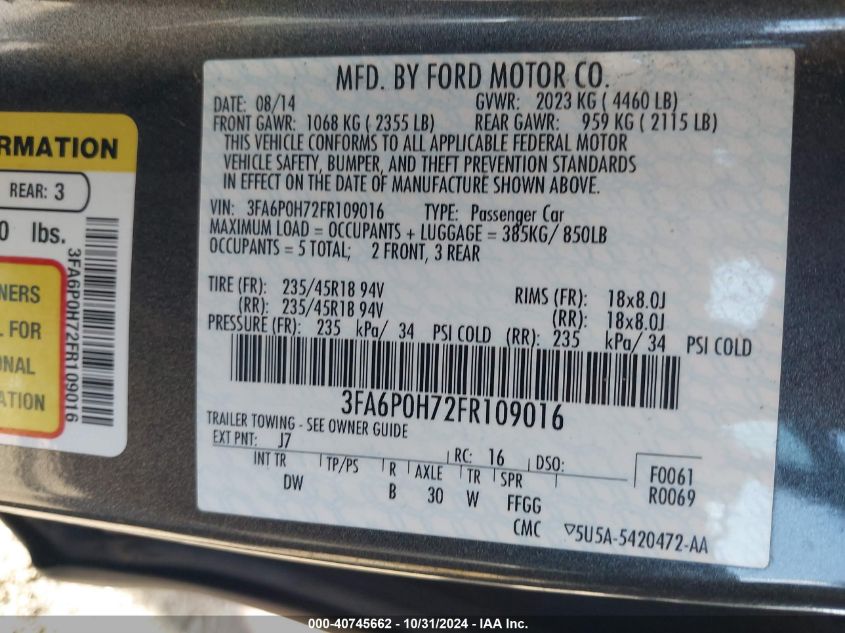 RMATION
REAR: 3
0 lbs.
NERS
L FOR
ONAL
ATION
3FA6P0H72FR109016
MFD. BY FORD MOTOR CO.
DATE: 08/14 GVWR: 2023 KG ( 4460 LB)
FRONT GAWR: 1068 KG ( 2355 LB) REAR GAWR: 959 KG ( 2115 LB)
THIS VEHICLE CONFORMS TO ALL APPLICABLE FEDERAL MOTOR
VEHICLE SAFETY, BUMPER, AND THEFT PREVENTION STANDARDS
IN EFFECT ON THE DATE OF MANUFACTURE SHOWN ABOVE.
VIN: 3FA6P0H72FR109016 TYPE: Passenger Car
MAXIMUM LOAD = OCCUPANTS + LUGGAGE = 385KG/ 850LB
OCCUPANTS = 5 TOTAL; 2 FRONT, 3 REAR
TIRE (FR): 235/45R18 94V RIMS (FR): 18x8.0J
(RR): 235/45R18 94V (RR): 18x8.0J
PRESSURE (FR): 235 kPa/ 34 PSI COLD (RR): 235 kPa/ 34 PSI COLD
3FA6P0H72FR109016
TRAILER TOWING - SEE OWNER GUIDE
EXT PNT: J7 RC: 16 DSO: F0061
INT TR TP/PS R AXLE TR SPR R0069
DW B 30 W FFGG
CMC ▽5U5A-5420472-AA
000-40745662 - 10/31/2024 - IAA Inc.